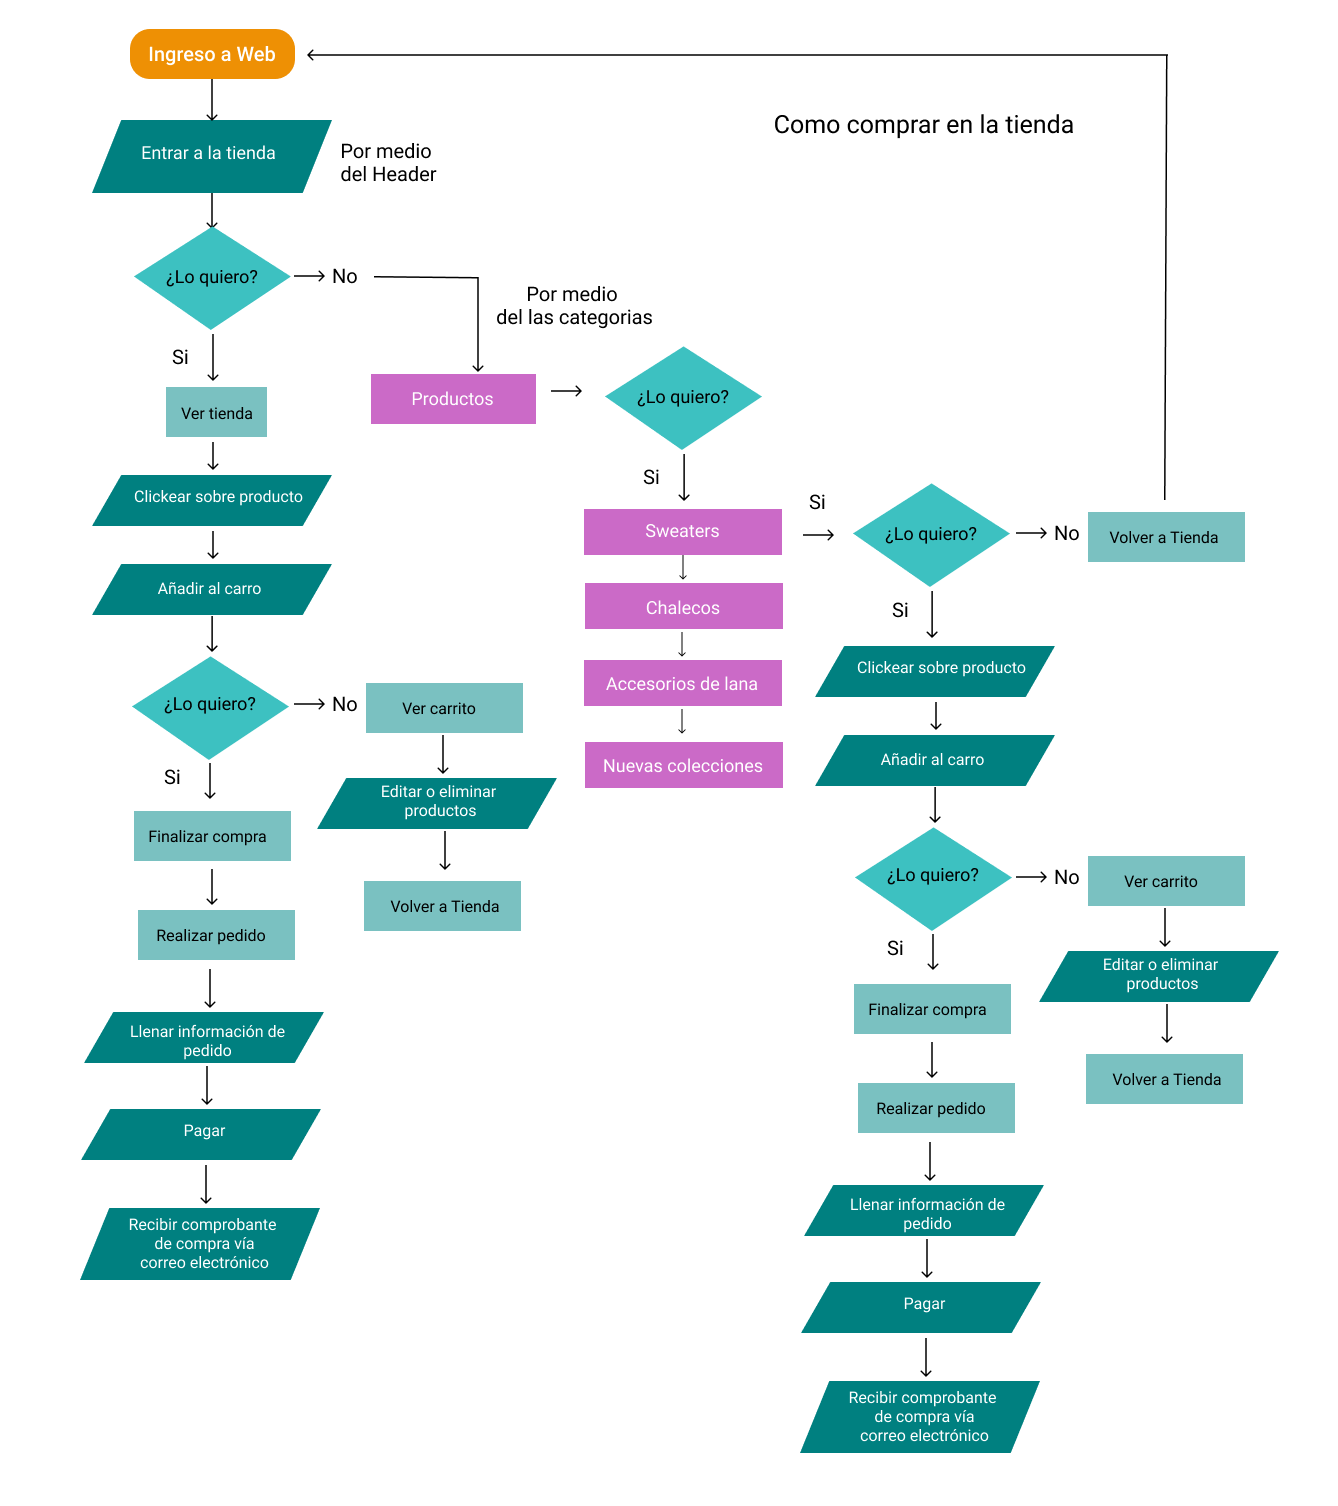 Ingreso a Web
Como comprar en la tienda
Entrar a la tienda
Por medio
del Header
¿Lo quiero?
No
Por medio
del las categorias
Si
Ver tienda
Productos
¿Lo quiero?
Clickear sobre producto
Si
Sweaters
Si
¿Lo quiero?
No
Volver a Tienda
Añadir al carro
Chalecos
Si
Accesorios de lana
Clickear sobre producto
¿Lo quiero?
No
Ver carrito
Nuevas colecciones
Añadir al carro
Si
Editar o eliminar
productos
Finalizar compra
¿Lo quiero?
No
Ver carrito
Volver a Tienda
Realizar pedido
Si
Editar o eliminar
productos
Finalizar compra
Llenar información de
pedido
Volver a Tienda
Realizar pedido
Pagar
Llenar información de
pedido
Recibir comprobante
de compra vía
correo electrónico
Pagar
Recibir comprobante
de compra vía
correo electrónico